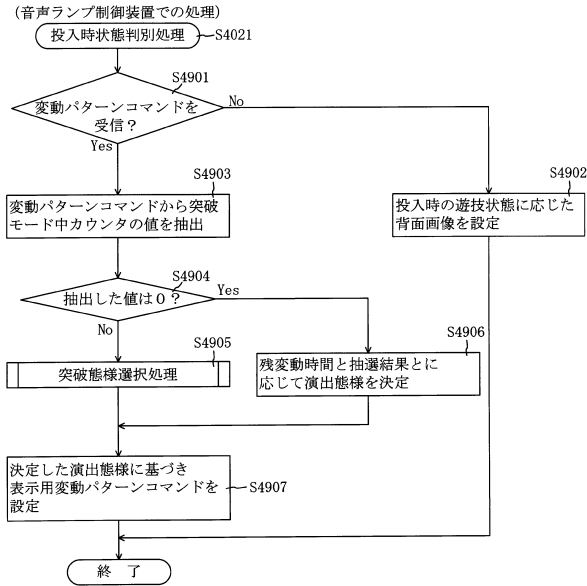 (音声ランプ制御装置での処理)
投入時状態判別処理
S4021
S4901
変動パターンコマンドを
受信？
No
Yes
S4903
変動パターンコマンドから突破
モード中カウンタの値を抽出
S4902
投入時の遊技状態に応じた
背面画像を設定
S4904
抽出した値は０？
Yes
No
S4905
突破態様選択処理
S4906
残変動時間と抽選結果とに
応じて演出態様を決定
決定した演出態様に基づき
表示用変動パターンコマンドを
設定
S4907
終 了